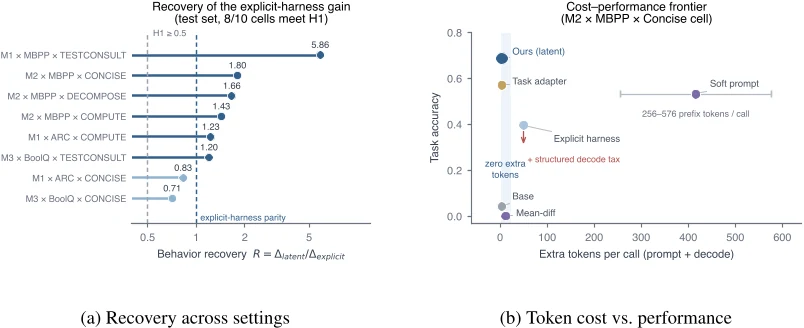 Recovery of the explicit-harness gain
(test set, 8/10 cells meet H1)
H1 ≥ 0.5
M1 × MBPP × TESTCONSULT
5.86
M2 × MBPP × CONCISE
1.80
M2 × MBPP × DECOMPOSE
1.66
M2 × MBPP × COMPUTE
1.43
M1 × ARC × COMPUTE
1.23
M3 × BoolQ × TESTCONSULT
1.20
M1 × ARC × CONCISE
0.83
M3 × BoolQ × CONCISE
0.71
explicit-harness parity
0.5 1 2 5
Behavior recovery R = Δlatent/Δexplicit
(a) Recovery across settings
Cost–performance frontier
(M2 × MBPP × Concise cell)
Task accuracy
0.8
0.6
0.4
0.2
0.0
Ours (latent)
Task adapter
Soft prompt
256–576 prefix tokens / call
Explicit harness
+ structured decode tax
zero extra
tokens
Base
Mean-diff
0 100 200 300 400 500 600
Extra tokens per call (prompt + decode)
(b) Token cost vs. performance